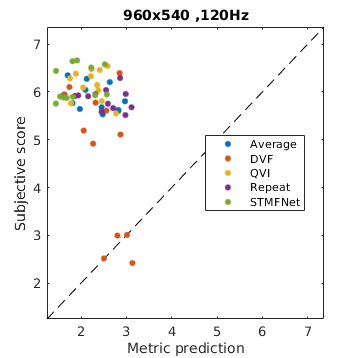 960x540 ,120Hz
Subjective score
7
6
5
4
3
2
Average
DVF
QVI
Repeat
STMFNet
2 3 4 5 6 7
Metric prediction